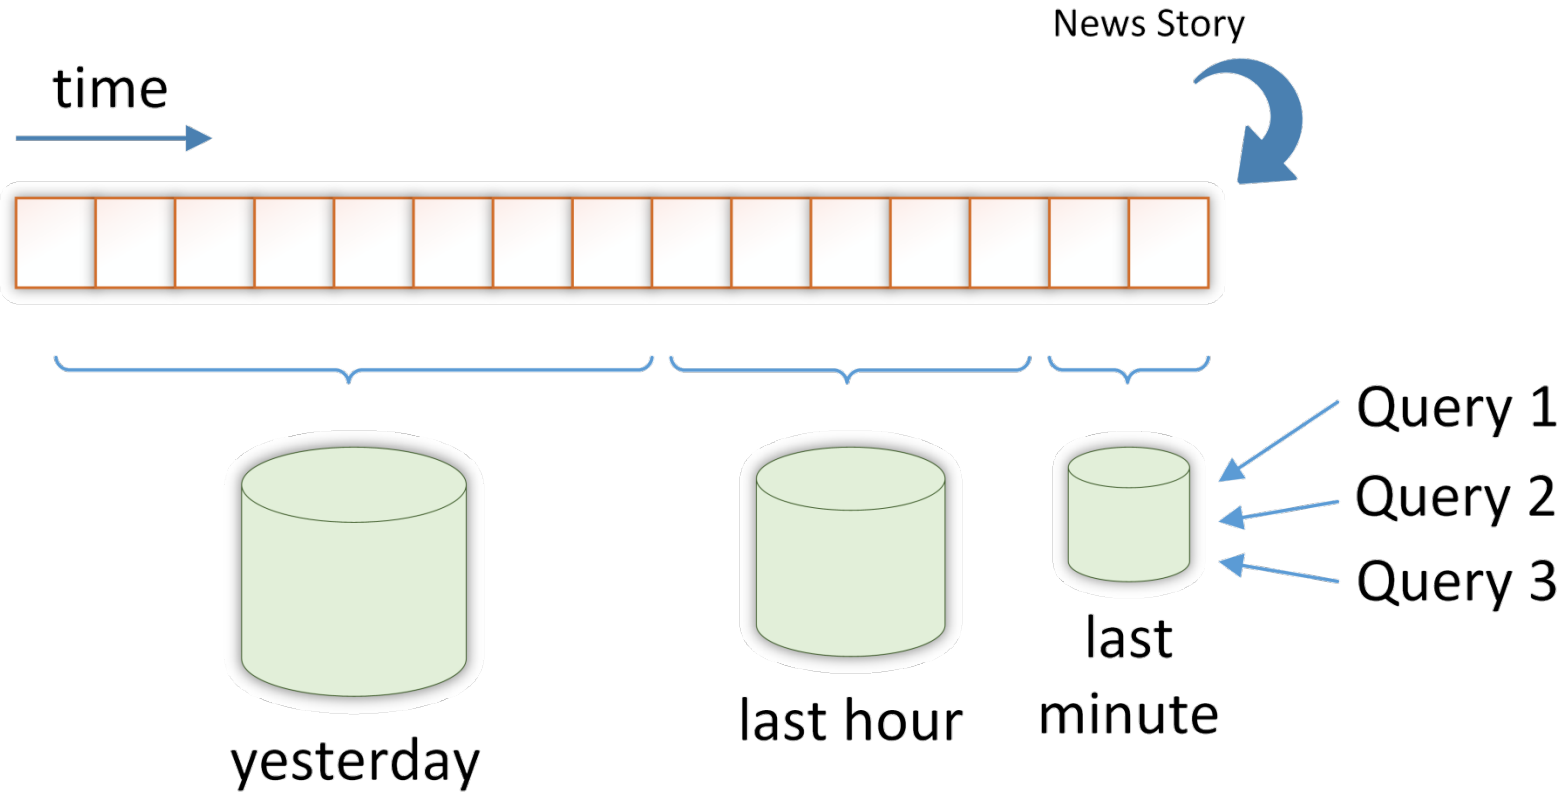 News Story
time
Query 1
Query 2
Query 3
last
minute
last hour
yesterday